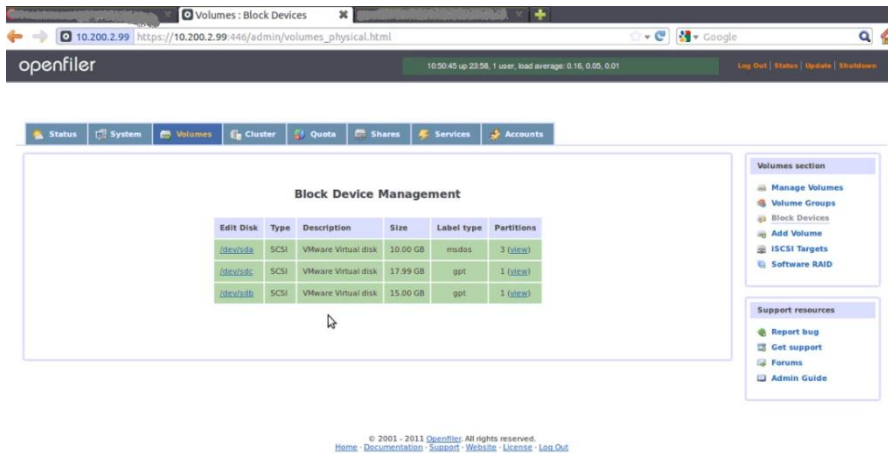 Volumes : Block Devices
10.200.2.99 https://10.200.2.99:446/admin/volumes_physical.html
Google
openfiler
10:50:45 up 23:58, 1 user, load average: 0.16, 0.05, 0.01
Log Out | Status | Update | Shutdown
Status System Volumes Cluster Quota Shares Services Accounts
Block Device Management
Edit Disk Type Description Size Label type Partitions
/dev/sda SCSI VMware Virtual disk 10.00 GB msdos 3 (view)
/dev/sdc SCSI VMware Virtual disk 17.99 GB gpt 1 (view)
/dev/sdb SCSI VMware Virtual disk 15.00 GB gpt 1 (view)
Volumes section
Manage Volumes
Volume Groups
Block Devices
Add Volume
iSCSI Targets
Software RAID
Support resources
Report bug
Get support
Forums
Admin Guide
© 2001 - 2011 Openfiler. All rights reserved.
Home · Documentation · Support · Website · License · Log Out